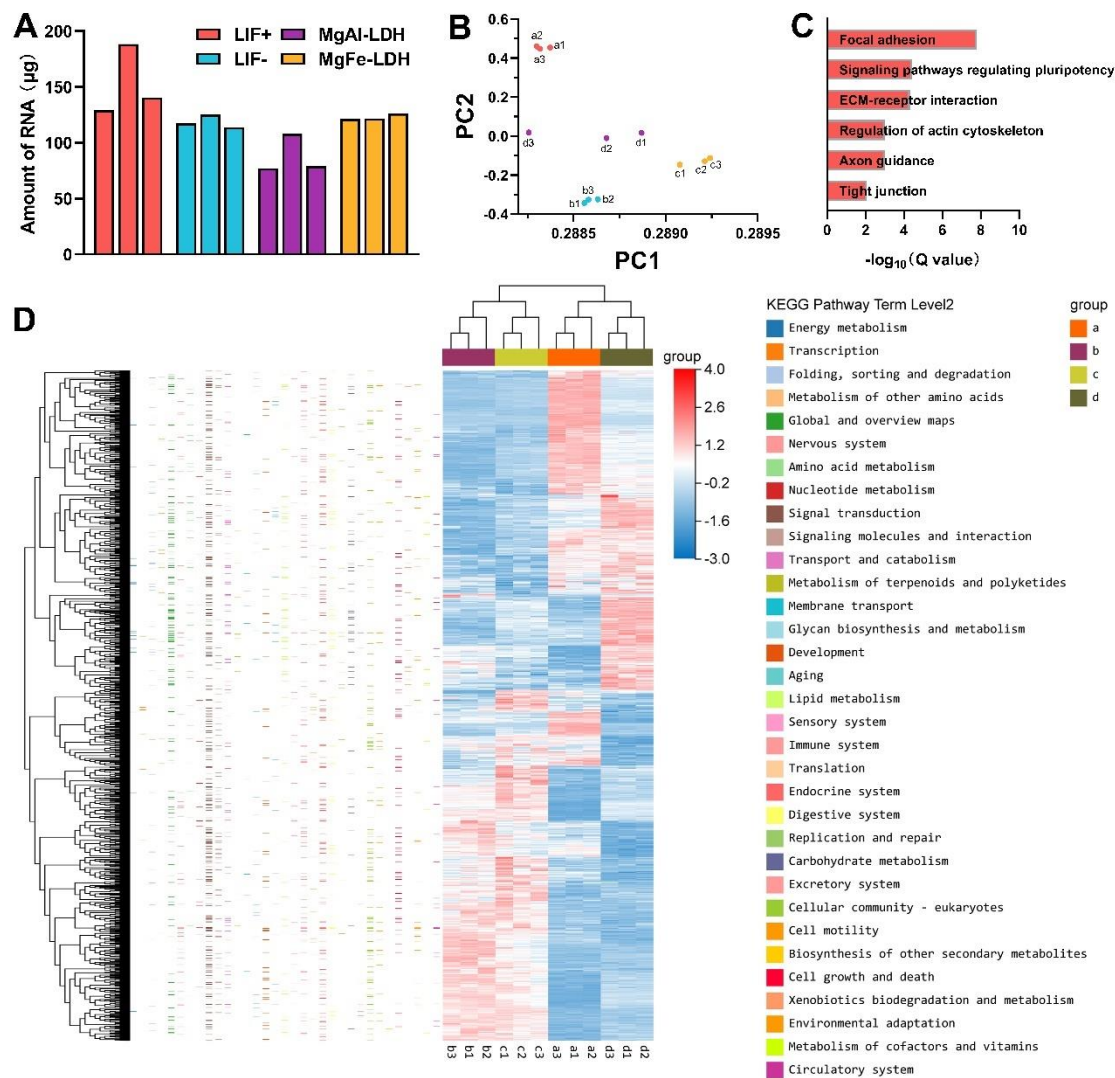 A
Amount of RNA (μg)
200
150
100
50
0
LIF+
MgAl-LDH
LIF-
MgFe-LDH
B
PC2
0.6
0.4
0.2
0.0
-0.2
-0.4
a2
a1
a3
d3
d2
d1
c1
c2
c3
b3
b1
b2
0.2885
0.2890
0.2895
PC1
C
Focal adhesion
Signaling pathways regulating pluripotency
ECM-receptor interaction
Regulation of actin cytoskeleton
Axon guidance
Tight junction
0 2 4 6 8 10
-log10(Q value)
D
group
4.0
2.6
1.2
-0.2
-1.6
-3.0
b3 b1 b2 c1 c2 c3 a3 a1 a2 d3 d1 d2
KEGG Pathway Term Level2
Energy metabolism
Transcription
Folding, sorting and degradation
Metabolism of other amino acids
Global and overview maps
Nervous system
Amino acid metabolism
Nucleotide metabolism
Signal transduction
Signaling molecules and interaction
Transport and catabolism
Metabolism of terpenoids and polyketides
Membrane transport
Glycan biosynthesis and metabolism
Development
Aging
Lipid metabolism
Sensory system
Immune system
Translation
Endocrine system
Digestive system
Replication and repair
Carbohydrate metabolism
Excretory system
Cellular community - eukaryotes
Cell motility
Biosynthesis of other secondary metabolites
Cell growth and death
Xenobiotics biodegradation and metabolism
Environmental adaptation
Metabolism of cofactors and vitamins
Circulatory system
group
a
b
c
d